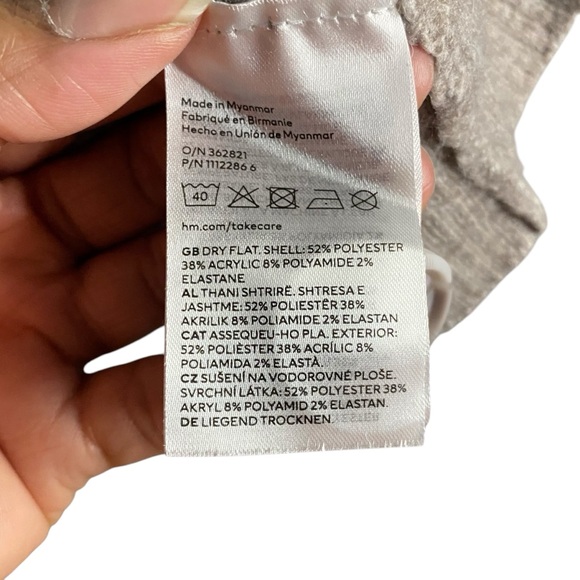 Made in Myanmar
Fabriqué en Birmanie
Hecho en Unión de Myanmar
O/N 362821
P/N 1112286 6
40
hm.com/takecare
GB DRY FLAT. SHELL: 52% POLYESTER
38% ACRYLIC 8% POLYAMIDE 2%
ELASTANE
AL THANI SHTRIRË. SHTRESA E
JASHTME: 52% POLIESTËR 38%
AKRILIK 8% POLIAMIDE 2% ELASTAN
CAT ASSEQUEU-HO PLA. EXTERIOR:
52% POLIÈSTER 38% ACRÍLIC 8%
POLIAMIDA 2% ELASTÀ.
CZ SUŠENÍ NA VODOROVNÉ PLOŠE.
SVRCHNÍ LÁTKA: 52% POLYESTER 38%
AKRYL 8% POLYAMID 2% ELASTAN.
DE LIEGEND TROCKNEN.